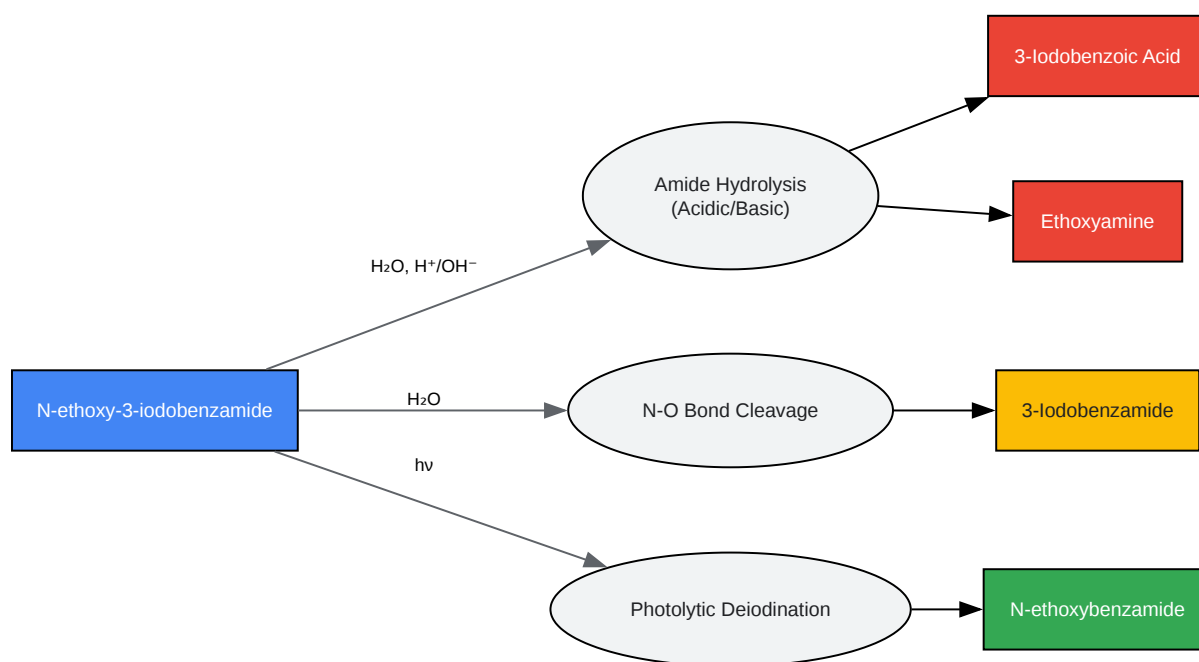 3-Iodobenzoic Acid
Amide Hydrolysis
(Acidic/Basic)
Ethoxyamine
H₂O, H⁺/OH⁻
N-ethoxy-3-iodobenzamide
H₂O
N-O Bond Cleavage
3-Iodobenzamide
hν
Photolytic Deiodination
N-ethoxybenzamide